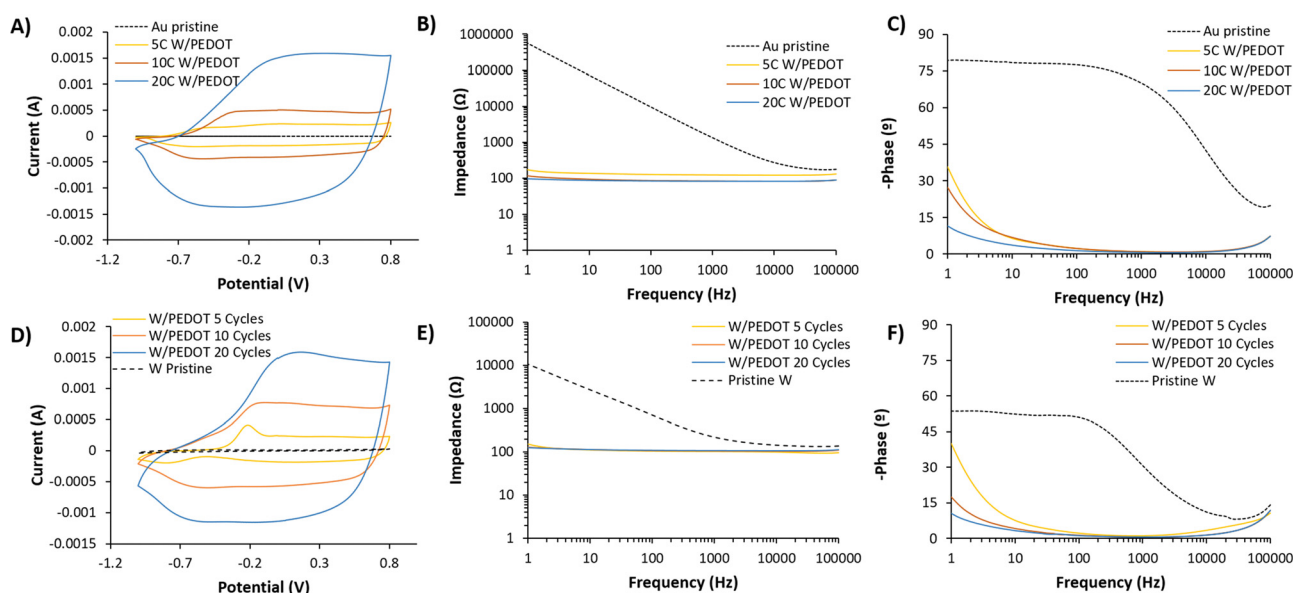 A)
Au pristine
5C W/PEDOT
10C W/PEDOT
20C W/PEDOT
0.002
0.0015
0.001
0.0005
0
-0.0005
-0.001
-0.0015
-0.002
Current (A)
-1.2 -0.7 -0.2 0.3 0.8
Potential (V)
B)
Au pristine
5C W/PEDOT
10C W/PEDOT
20C W/PEDOT
1000000
100000
10000
1000
100
10
1
Impedance (Ω)
1 10 100 1000 10000 100000
Frequency (Hz)
C)
Au pristine
5C W/PEDOT
10C W/PEDOT
20C W/PEDOT
90
75
60
45
30
15
0
-Phase (º)
1 10 100 1000 10000 100000
Frequency (Hz)
D)
W/PEDOT 5 Cycles
W/PEDOT 10 Cycles
W/PEDOT 20 Cycles
W Pristine
0.002
0.0015
0.001
0.0005
0
-0.0005
-0.001
-0.0015
Current (A)
-1.2 -0.7 -0.2 0.3 0.8
Potential (V)
E)
W/PEDOT 5 Cycles
W/PEDOT 10 Cycles
W/PEDOT 20 Cycles
Pristine W
100000
10000
1000
100
10
1
Impedance (Ω)
1 10 100 1000 10000 100000
Frequency (Hz)
F)
W/PEDOT 5 Cycles
W/PEDOT 10 Cycles
W/PEDOT 20 Cycles
Pristine W
90
75
60
45
30
15
0
-Phase (º)
1 10 100 1000 10000 100000
Frequency (Hz)